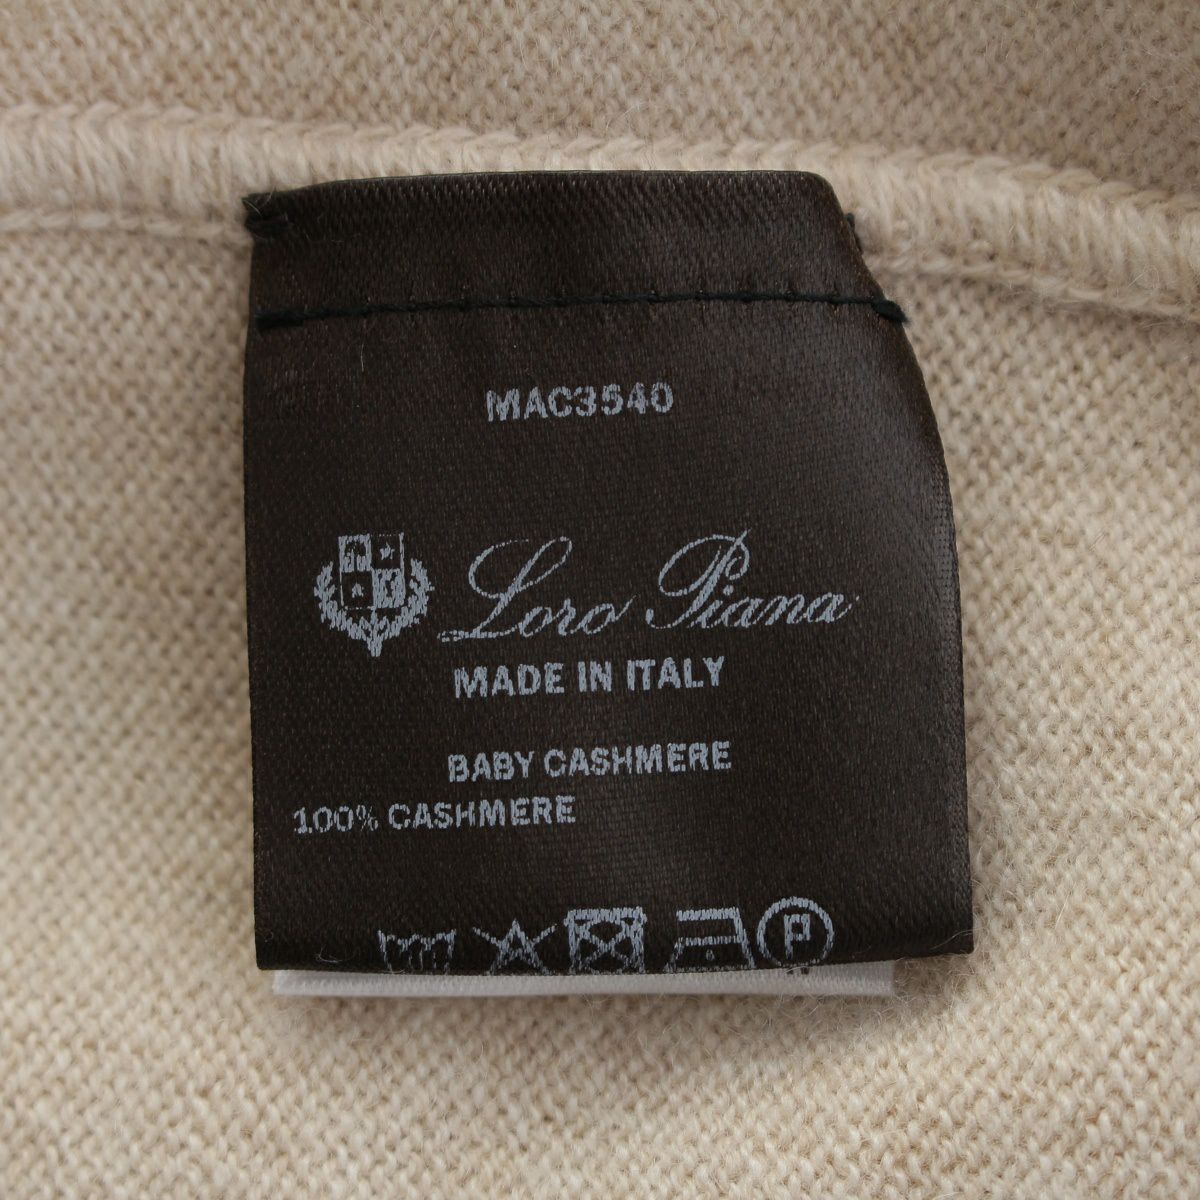 MAC3540
Loro Piana
MADE IN ITALY
BABY CASHMERE
100% CASHMERE
P